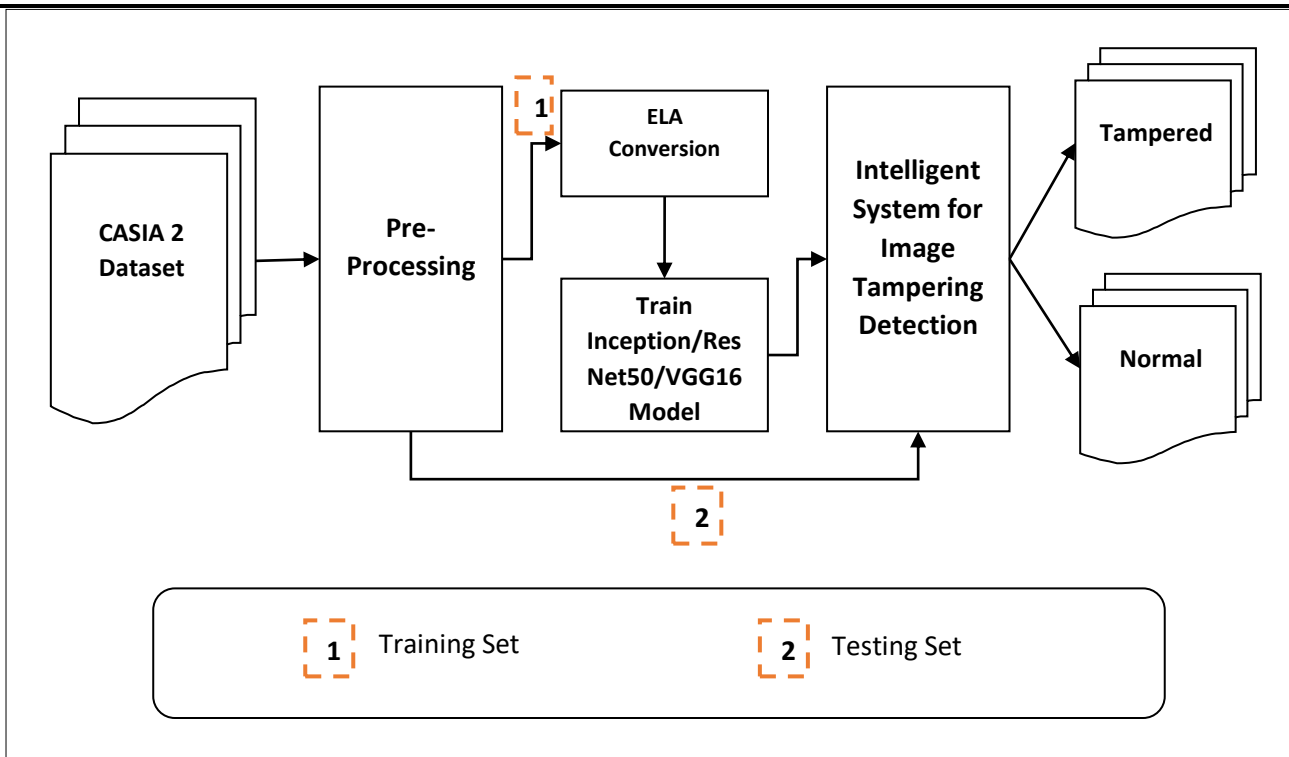 CASIA 2
Dataset
Pre-
Processing
1
ELA
Conversion
Train
Inception/Res
Net50/VGG16
Model
Intelligent
System for
Image
Tampering
Detection
Tampered
Normal
2
1 Training Set
2 Testing Set